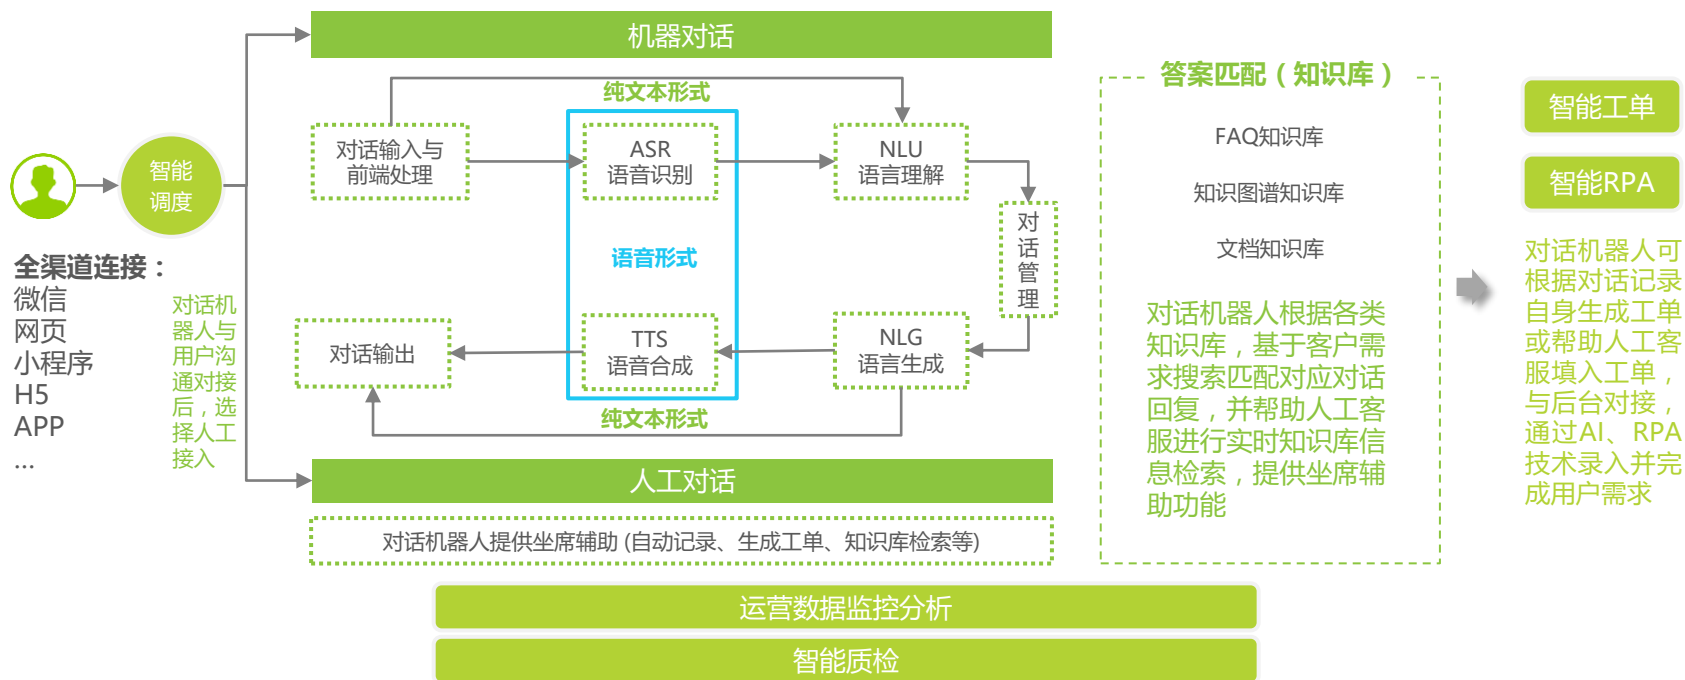 机器对话
纯文本形式
对话输入与
前端处理
ASR
语音识别
NLU
语言理解
智能
调度
对
话
管
理
语音形式
全渠道连接：
微信
网页
小程序
H5
APP
...
对话机
器人与
用户沟
通对接
后，选
择人工
接入
对话输出
TTS
语音合成
NLG
语言生成
纯文本形式
人工对话
对话机器人提供坐席辅助 (自动记录、生成工单、知识库检索等)
答案匹配（知识库）
FAQ知识库
知识图谱知识库
文档知识库
对话机器人根据各类
知识库，基于客户需
求搜索匹配对应对话
回复，并帮助人工客
服进行实时知识库信
息检索，提供坐席辅
助功能
智能工单
智能RPA
对话机器人可
根据对话记录
自身生成工单
或帮助人工客
服填入工单，
与后台对接，
通过AI、RPA
技术录入并完
成用户需求
运营数据监控分析
智能质检